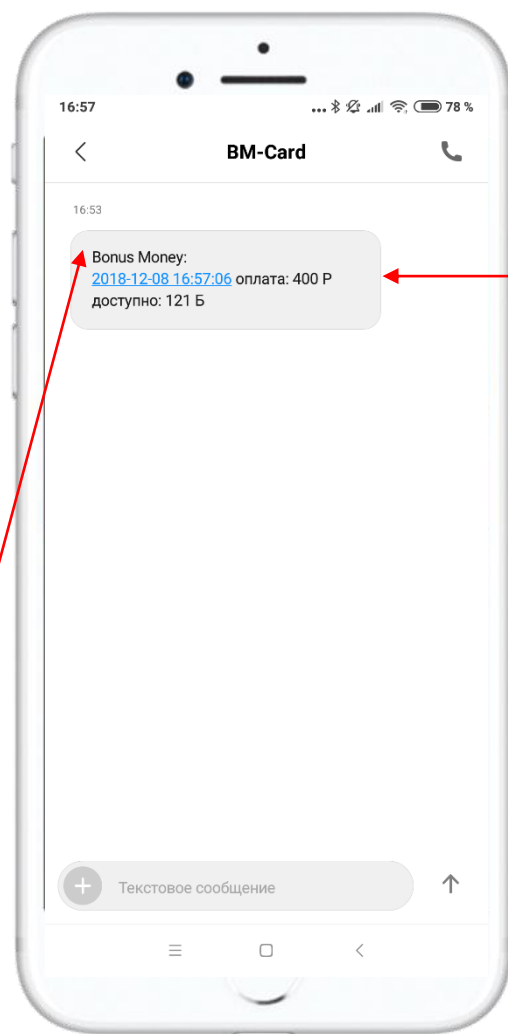 16:57 78 %
BM-Card
16:53
Bonus Money:
2018-12-08 16:57:06 оплата: 400 Р
доступно: 121 Б
Текстовое сообщение